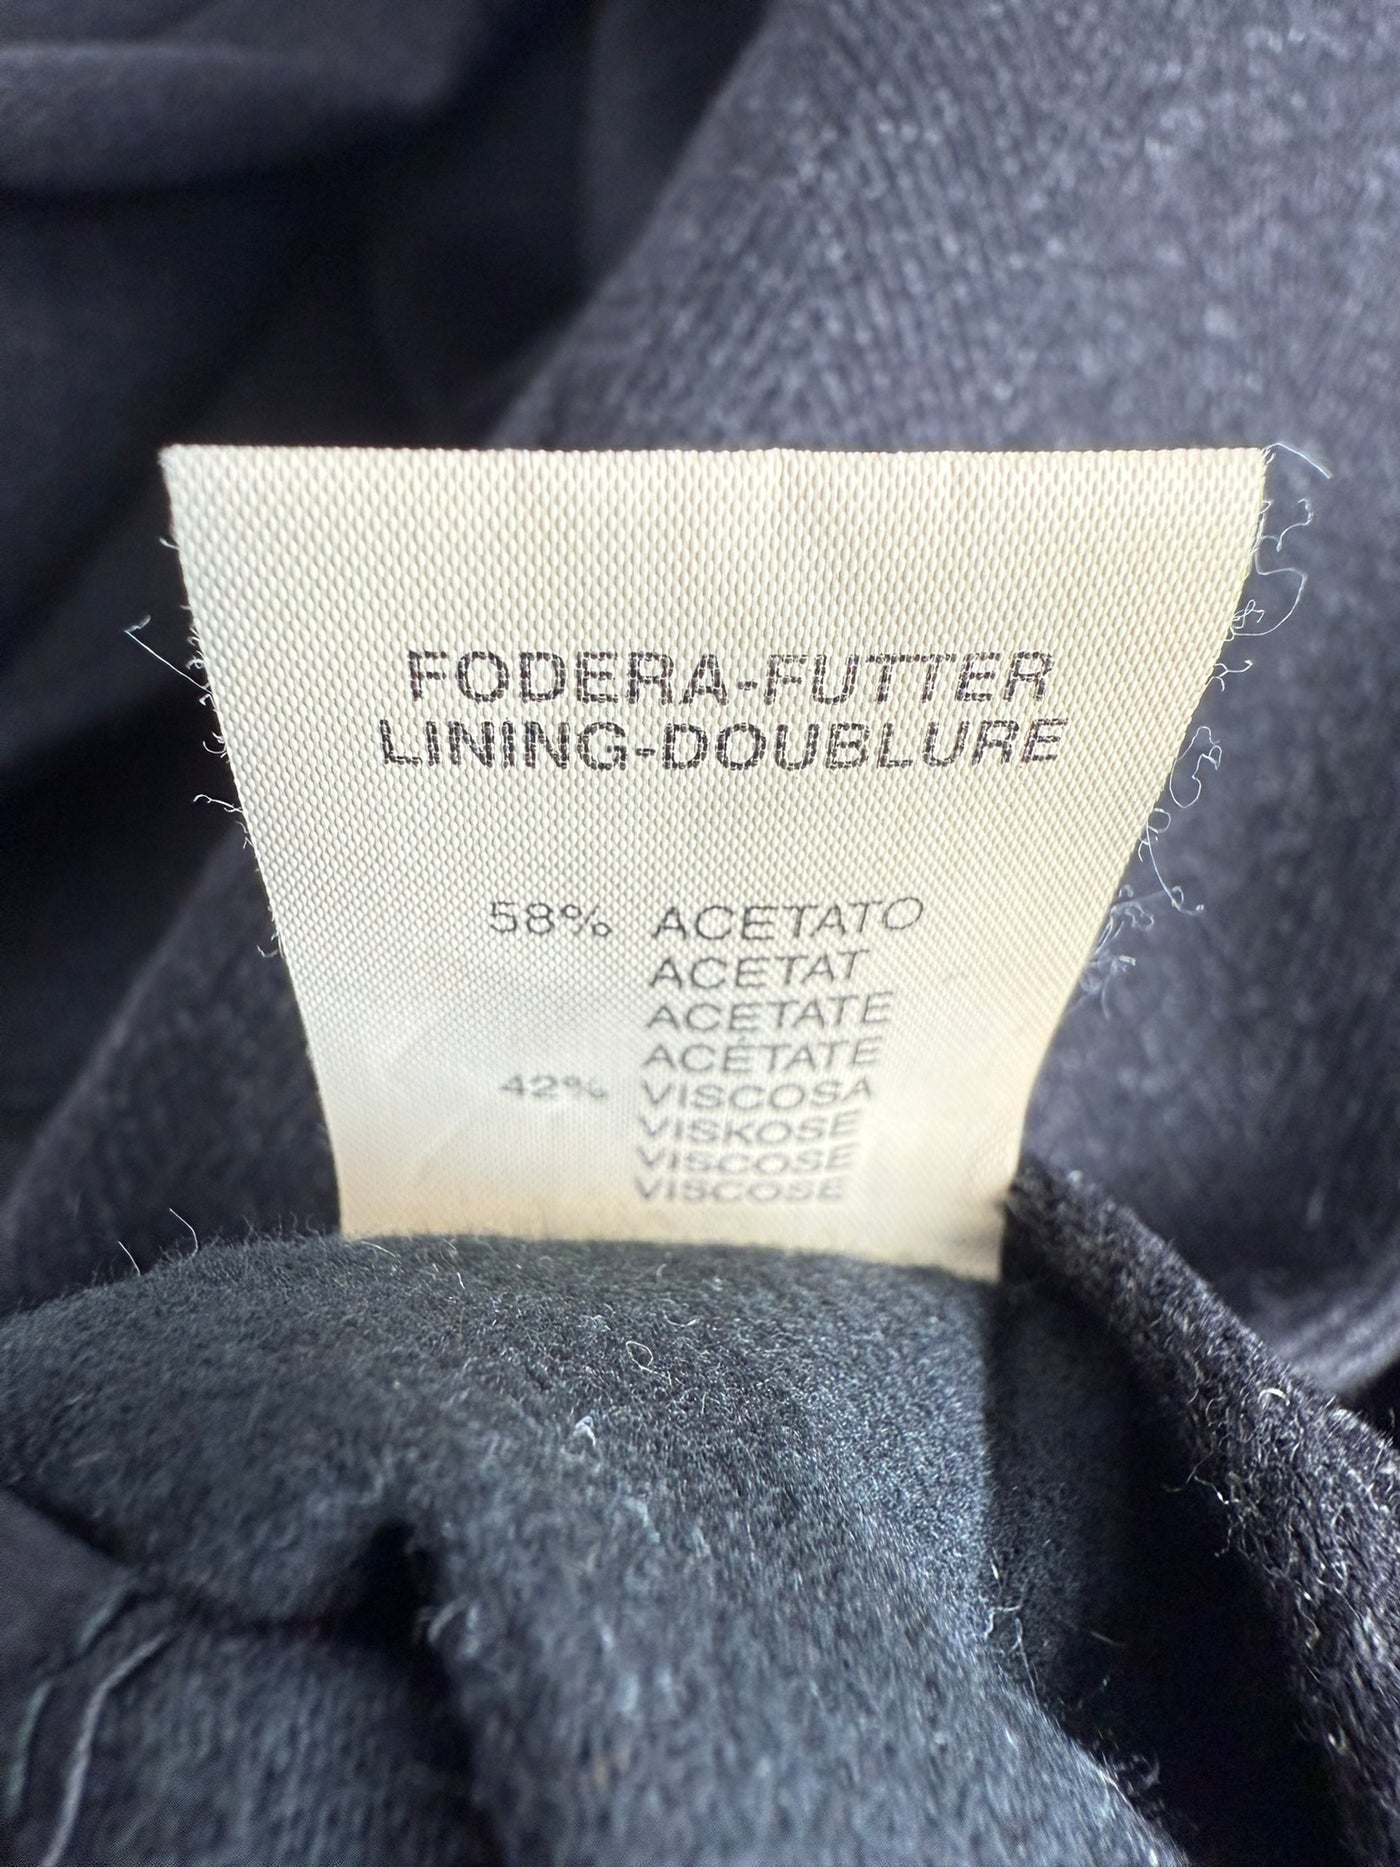 FODERA-FUTTER
LINING-DOUBLURE
58% ACETATO
ACETAT
ACETATE
ACÉTATE
42% VISCOSA
VISKOSE
VISCOSE
VISCOSE